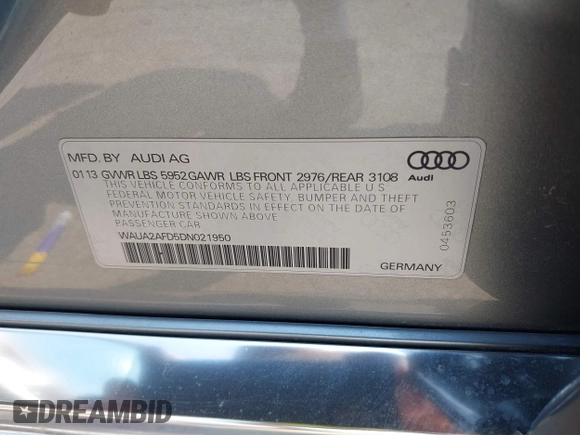 MFD. BY AUDI AG
0113 GVWR LBS 5952 GAWR LBS FRONT 2976/REAR 3108
THIS VEHICLE CONFORMS TO ALL APPLICABLE U S
FEDERAL MOTOR VEHICLE SAFETY, BUMPER AND THEFT
PREVENTION STANDARDS IN EFFECT ON THE DATE OF
MANUFACTURE SHOWN ABOVE
PASSENGER CAR
WAUA2AFD5DN021950
Audi
0453603
GERMANY
DREAMBID